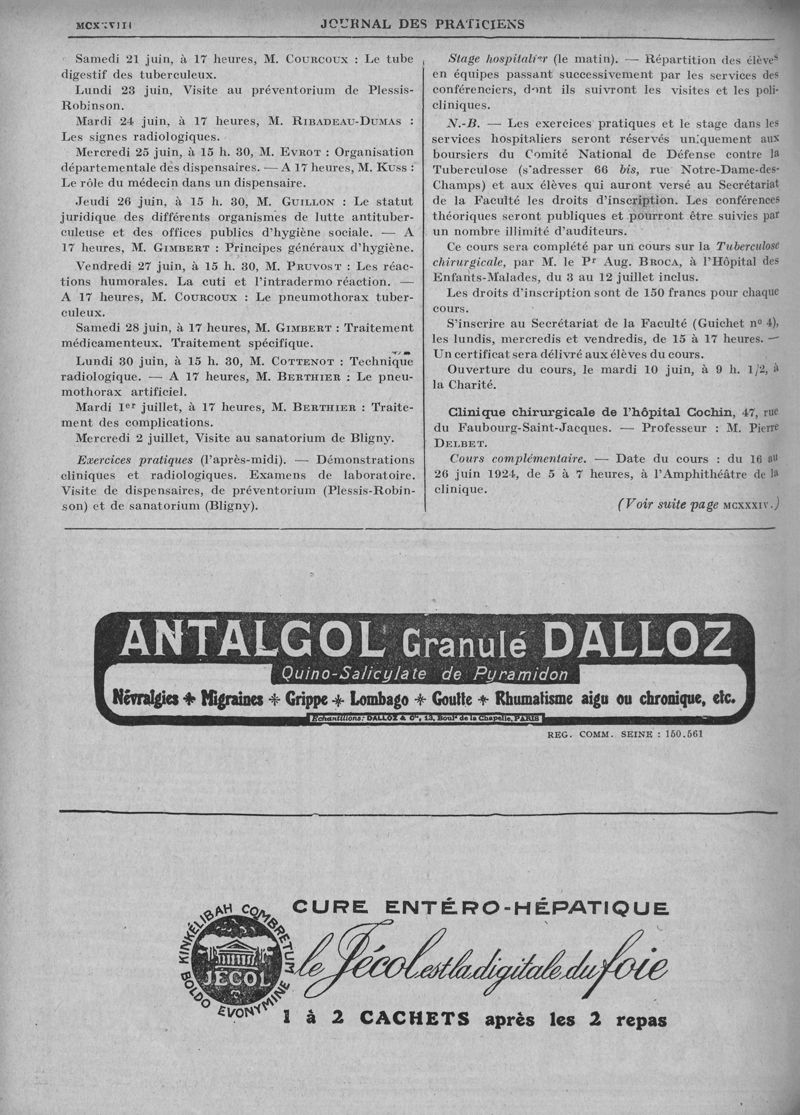 JOURNAL DES PRATICIENS
Samedi 21 juin, à 17 heures, M. COURCOUX : Le tube
digestif des tuberculeux.
Lundi 23 juin, Visite au préventorium de Plessis-
Robinson.
Mardi 24 juin, à 17 heures, M. RIBADEAU-DUMAS :
Les signes radiologiques.
Mercredi 25 juin, à 15 h. 30, M. EVROT : Organisation
départementale des dispensaires. — A 17 heures, M. KUSS :
Le rôle du médecin dans un dispensaire.
Jeudi 26 juin, à 15 h. 30, M. GUILLON : Le statut
juridique des différents organismes de lutte antituber-
culeuse et des offices publics d'hygiène sociale. — A
17 heures, M. GIMBERT : Principes généraux d'hygiène.
Vendredi 27 juin, à 15 h. 30, M. PRUVOST : Les réac-
tions humorales. La cuti et l'intradermo réaction. —
A 17 heures, M. COURCOUX : Le pneumothorax tuber-
culeux.
Samedi 28 juin, à 17 heures, M. GIMBERT : Traitement
médicamenteux. Traitement spécifique.
Lundi 30 juin, à 15 h. 30, M. COTTENOT : Technique
radiologique. — A 17 heures, M. BERTHIER : Le pneu-
mothorax artificiel.
Mardi 1er juillet, à 17 heures, M. BERTHIER : Traite-
ment des complications.
Mercredi 2 juillet, Visite au sanatorium de Bligny.
Exercices pratiques (l'après-midi). — Démonstrations
cliniques et radiologiques. Examens de laboratoire.
Visite de dispensaires, de préventorium (Plessis-Robin-
son) et de sanatorium (Bligny).
Stage hospitalier (le matin). — Répartition des élèves
en équipes passant successivement par les services des
conférenciers, dont ils suivront les visites et les poli-
cliniques.
N.-B. — Les exercices pratiques et le stage dans les
services hospitaliers seront réservés uniquement aux
boursiers du Comité National de Défense contre la
Tuberculose (s'adresser 66 bis, rue Notre-Dame-des-
Champs) et aux élèves qui auront versé au Secrétariat
de la Faculté les droits d'inscription. Les conférences
théoriques seront publiques et pourront être suivies par
un nombre illimité d'auditeurs.
Ce cours sera complété par un cours sur la Tuberculose
chirurgicale, par M. le Pr Aug. BROCA, à l'Hôpital des
Enfants-Malades, du 3 au 12 juillet inclus.
Les droits d'inscription sont de 150 francs pour chaque
cours.
S'inscrire au Secrétariat de la Faculté (Guichet nº 4),
les lundis, mercredis et vendredis, de 15 à 17 heures. —
Un certificat sera délivré aux élèves du cours.
Ouverture du cours, le mardi 10 juin, à 9 h. 1/2, à
la Charité.
Clinique chirurgicale de l'hôpital Cochin, 47, rue
du Faubourg-Saint-Jacques. — Professeur : M. Pierre
DELBET.
Cours complémentaire. — Date du cours : du 16 au
26 juin 1924, de 5 à 7 heures, à l'Amphithéâtre de la
clinique.
(Voir suite page MCXXXIV.)
ANTALGOL Granulé DALLOZ
Quino-Salicylate de Pyramidon
Névralgies * Migraines * Grippe * Lombago * Goutte * Rhumatisme aigu ou chronique, etc.
Echantillons : DALLOZ & Cie, 13, Boulᵈ de la Chapelle, PARIS
REG. COMM. SEINE : 150.561
KINKÉLIBAH COMBRETUM
BOLDO EVONYMINE
JÉCOL
CURE ENTÉRO-HÉPATIQUE
le Jécol est la digitale du foie
1 à 2 CACHETS après les 2 repas